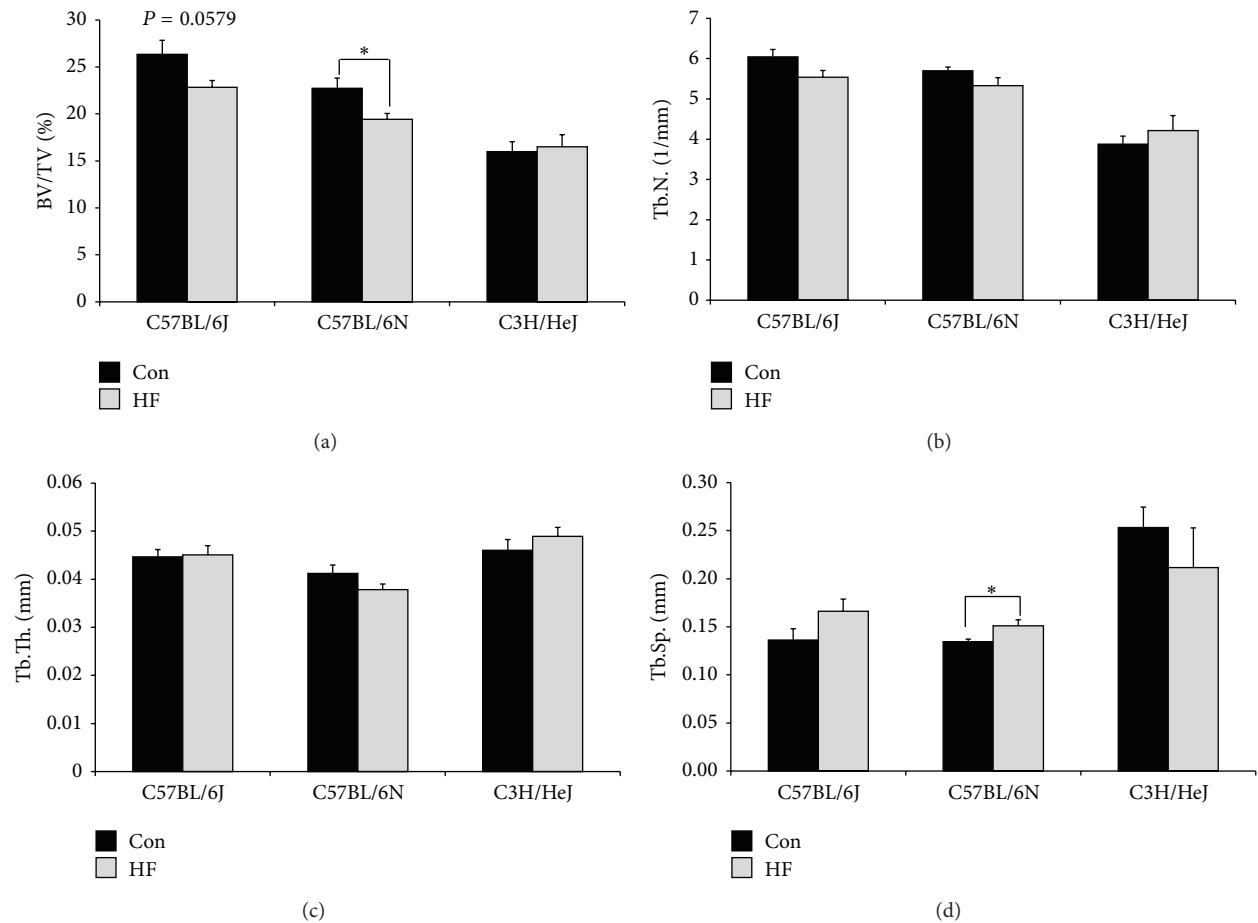 P = 0.0579
*
30
25
20
15
10
5
0
BV/TV (%)
C57BL/6J C57BL/6N C3H/HeJ
Con
HF
(a)
7
6
5
4
3
2
1
0
Tb.N. (1/mm)
C57BL/6J C57BL/6N C3H/HeJ
Con
HF
(b)
0.06
0.05
0.04
0.03
0.02
0.01
0
Tb.Th. (mm)
C57BL/6J C57BL/6N C3H/HeJ
Con
HF
(c)
0.30
0.25
0.20
0.15
0.10
0.05
0.00
Tb.Sp. (mm)
*
C57BL/6J C57BL/6N C3H/HeJ
Con
HF
(d)